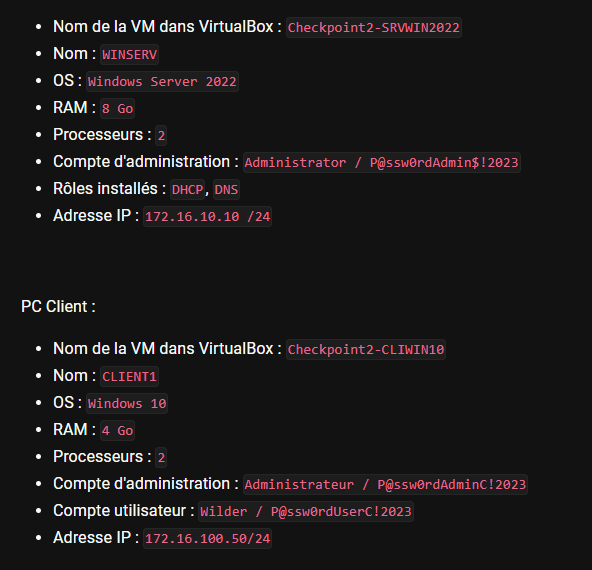 Nom de la VM dans VirtualBox : Checkpoint2-SRVWIN2022
Nom : WINSERV
OS : Windows Server 2022
RAM : 8 Go
Processeurs : 2
Compte d'administration : Administrator / P@ssw0rdAdmin$!2023
Rôles installés : DHCP, DNS
Adresse IP : 172.16.10.10 /24
PC Client :
Nom de la VM dans VirtualBox : Checkpoint2-CLIWIN10
Nom : CLIENT1
OS : Windows 10
RAM : 4 Go
Processeurs : 2
Compte d'administration : Administrateur / P@ssw0rdAdminC!2023
Compte utilisateur : Wilder / P@ssw0rdUserC!2023
Adresse IP : 172.16.100.50/24